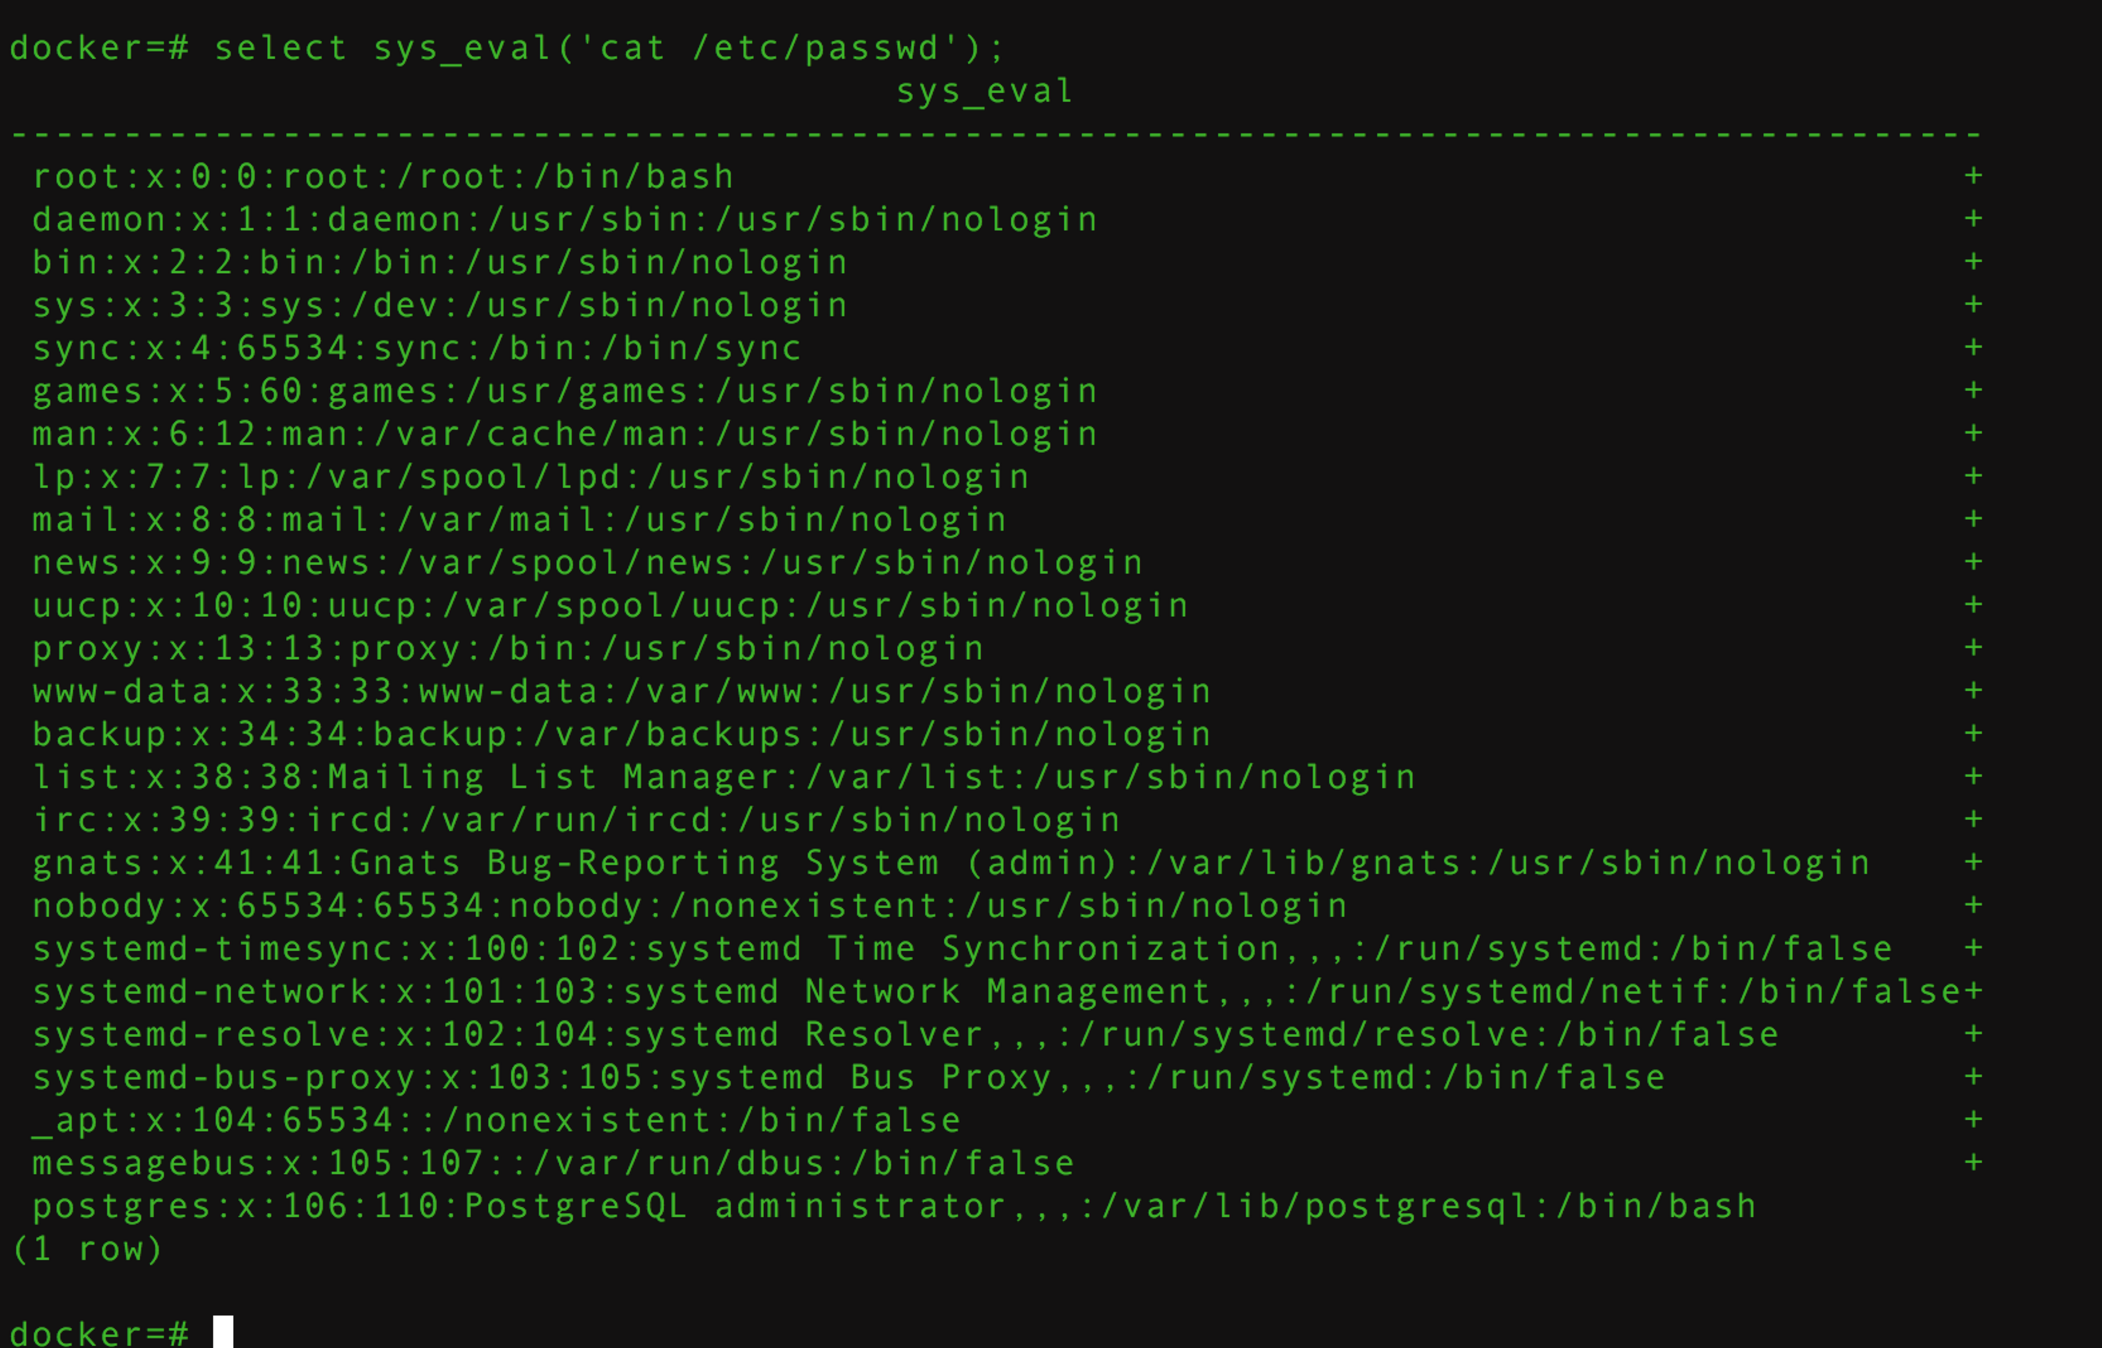 docker=# select sys_eval('cat /etc/passwd');
sys_eval
--------------------------------------------------------------------------------------
root:x:0:0:root:/root:/bin/bash +
daemon:x:1:1:daemon:/usr/sbin:/usr/sbin/nologin +
bin:x:2:2:bin:/bin:/usr/sbin/nologin +
sys:x:3:3:sys:/dev:/usr/sbin/nologin +
sync:x:4:65534:sync:/bin:/bin/sync +
games:x:5:60:games:/usr/games:/usr/sbin/nologin +
man:x:6:12:man:/var/cache/man:/usr/sbin/nologin +
lp:x:7:7:lp:/var/spool/lpd:/usr/sbin/nologin +
mail:x:8:8:mail:/var/mail:/usr/sbin/nologin +
news:x:9:9:news:/var/spool/news:/usr/sbin/nologin +
uucp:x:10:10:uucp:/var/spool/uucp:/usr/sbin/nologin +
proxy:x:13:13:proxy:/bin:/usr/sbin/nologin +
www-data:x:33:33:www-data:/var/www:/usr/sbin/nologin +
backup:x:34:34:backup:/var/backups:/usr/sbin/nologin +
list:x:38:38:Mailing List Manager:/var/list:/usr/sbin/nologin +
irc:x:39:39:ircd:/var/run/ircd:/usr/sbin/nologin +
gnats:x:41:41:Gnats Bug-Reporting System (admin):/var/lib/gnats:/usr/sbin/nologin +
nobody:x:65534:65534:nobody:/nonexistent:/usr/sbin/nologin +
systemd-timesync:x:100:102:systemd Time Synchronization,,,:/run/systemd:/bin/false +
systemd-network:x:101:103:systemd Network Management,,,:/run/systemd/netif:/bin/false+
systemd-resolve:x:102:104:systemd Resolver,,,:/run/systemd/resolve:/bin/false +
systemd-bus-proxy:x:103:105:systemd Bus Proxy,,,:/run/systemd:/bin/false +
_apt:x:104:65534::/nonexistent:/bin/false +
messagebus:x:105:107::/var/run/dbus:/bin/false +
postgres:x:106:110:PostgreSQL administrator,,,:/var/lib/postgresql:/bin/bash
(1 row)
docker=#